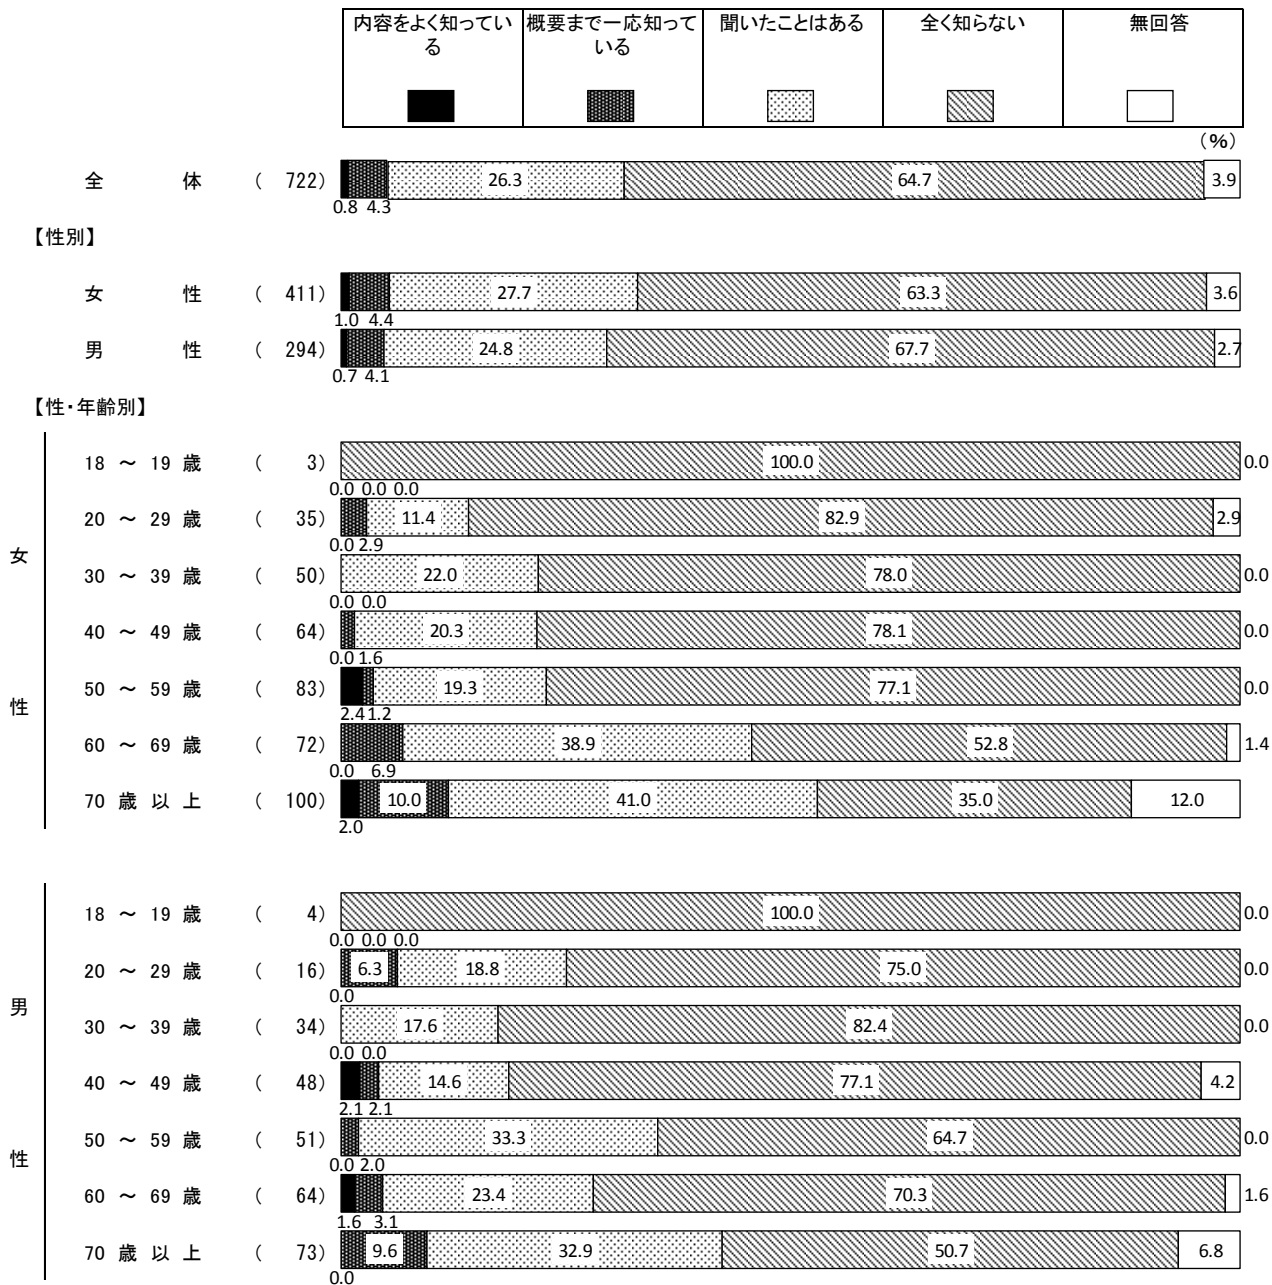 内容をよく知ってい
る
概要まで一応知って
いる
聞いたことはある
全く知らない
無回答
(%)
全 体 ( 722) 26.3 64.7 3.9
0.8 4.3
【性別】
女 性 ( 411) 27.7 63.3 3.6
1.0 4.4
男 性 ( 294) 24.8 67.7 2.7
0.7 4.1
【性・年齢別】
女性
18 ～ 19 歳 ( 3) 100.0 0.0
0.0 0.0 0.0
20 ～ 29 歳 ( 35) 11.4 82.9 2.9
0.0 2.9
30 ～ 39 歳 ( 50) 22.0 78.0 0.0
0.0 0.0
40 ～ 49 歳 ( 64) 20.3 78.1 0.0
0.0 1.6
50 ～ 59 歳 ( 83) 19.3 77.1 0.0
2.4 1.2
60 ～ 69 歳 ( 72) 38.9 52.8 1.4
0.0 6.9
70 歳 以 上 ( 100) 10.0 41.0 35.0 12.0
2.0
男性
18 ～ 19 歳 ( 4) 100.0 0.0
0.0 0.0 0.0
20 ～ 29 歳 ( 16) 6.3 18.8 75.0 0.0
0.0
30 ～ 39 歳 ( 34) 17.6 82.4 0.0
0.0 0.0
40 ～ 49 歳 ( 48) 14.6 77.1 4.2
2.1 2.1
50 ～ 59 歳 ( 51) 33.3 64.7 0.0
0.0 2.0
60 ～ 69 歳 ( 64) 23.4 70.3 1.6
1.6 3.1
70 歳 以 上 ( 73) 9.6 32.9 50.7 6.8
0.0